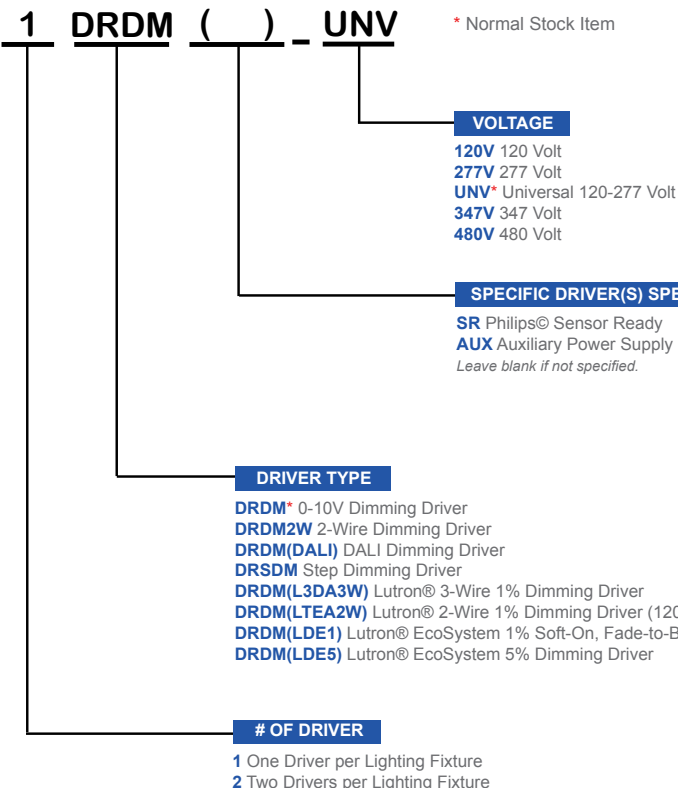 1 DRDM ( ) - UNV
* Normal Stock Item
VOLTAGE
120V 120 Volt
277V 277 Volt
UNV* Universal 120-277 Volt
347V 347 Volt
480V 480 Volt
SPECIFIC DRIVER(S)
SR Philips© Sensor Ready
AUX Auxiliary Power Supply
Leave blank if not specified.
DRIVER TYPE
DRDM* 0-10V Dimming Driver
DRDM2W 2-Wire Dimming Driver
DRDM(DALI) DALI Dimming Driver
DRSDM Step Dimming Driver
DRDM(L3DA3W) Lutron® 3-Wire 1% Dimming Driver
DRDM(LTEA2W) Lutron® 2-Wire 1% Dimming Driver
DRDM(LDE1) Lutron® EcoSystem 1% Soft-On,
DRDM(LDE5) Lutron® EcoSystem 5% Dimming Driver
# OF DRIVER
1 One Driver per Lighting Fixture
2 Two Drivers per Lighting Fixture